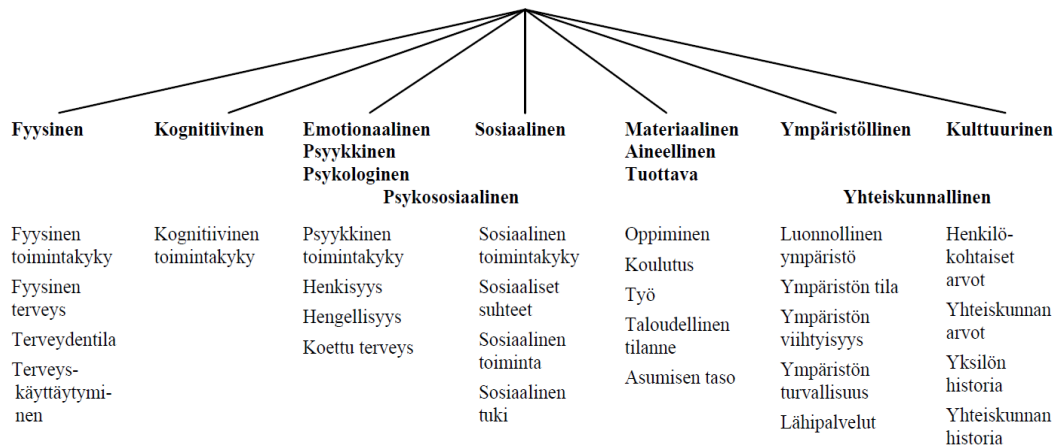 Fyysinen
Kognitiivinen
Emotionaalinen
Psyykkinen
Psykologinen
Sosiaalinen
Materiaalinen
Aineellinen
Tuottava
Ympäristöllinen
Kulttuurinen
Psykososiaalinen
Yhteiskunnallinen
Fyysinen
toimintakyky
Fyysinen
terveys
Terveydentila
Terveys-
käyttäytymi-
nen
Kognitiivinen
toimintakyky
Psyykkinen
toimintakyky
Henkisyys
Hengellisyys
Koettu terveys
Sosiaalinen
toimintakyky
Sosiaaliset
suhteet
Sosiaalinen
toiminta
Sosiaalinen
tuki
Oppiminen
Koulutus
Työ
Taloudellinen
tilanne
Asumisen taso
Luonnollinen
ympäristö
Ympäristön tila
Ympäristön
viihtyisyys
Ympäristön
turvallisuus
Lähipalvelut
Henkilö-
kohtaiset
arvot
Yhteiskunnan
arvot
Yksilön
historia
Yhteiskunnan
historia